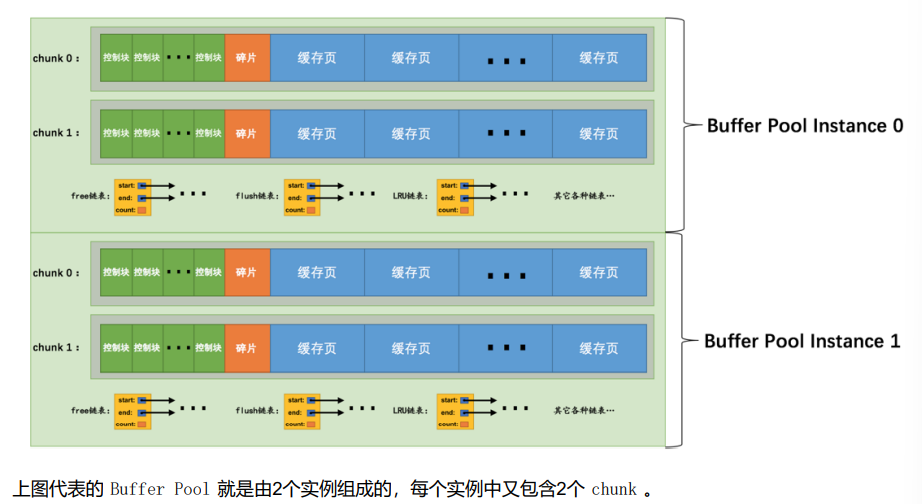 chunk 0：
控制块 控制块 ··· 控制块 碎片 缓存页 缓存页 ··· 缓存页
chunk 1：
控制块 控制块 ··· 控制块 碎片 缓存页 缓存页 ··· 缓存页
Buffer Pool Instance 0
free链表： start: end: count: ··· flush链表： start: end: count: ··· LRU链表： start: end: count: ··· 其它各种链表…
chunk 0：
控制块 控制块 ··· 控制块 碎片 缓存页 缓存页 ··· 缓存页
chunk 1：
控制块 控制块 ··· 控制块 碎片 缓存页 缓存页 ··· 缓存页
Buffer Pool Instance 1
free链表： start: end: count: ··· flush链表： start: end: count: ··· LRU链表： start: end: count: ··· 其它各种链表…
上图代表的 Buffer Pool 就是由2个实例组成的，每个实例中又包含2个 chunk 。